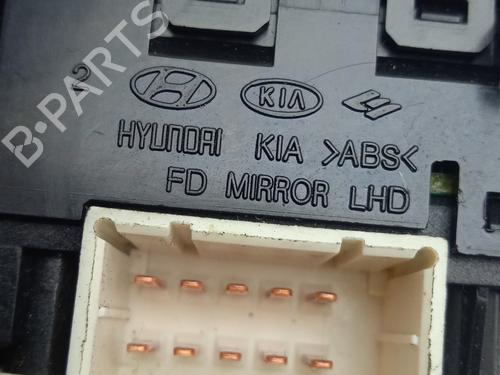 B-PARTS
2
KIA
HYUNDAI KIA >ABS<
FD MIRROR LHD